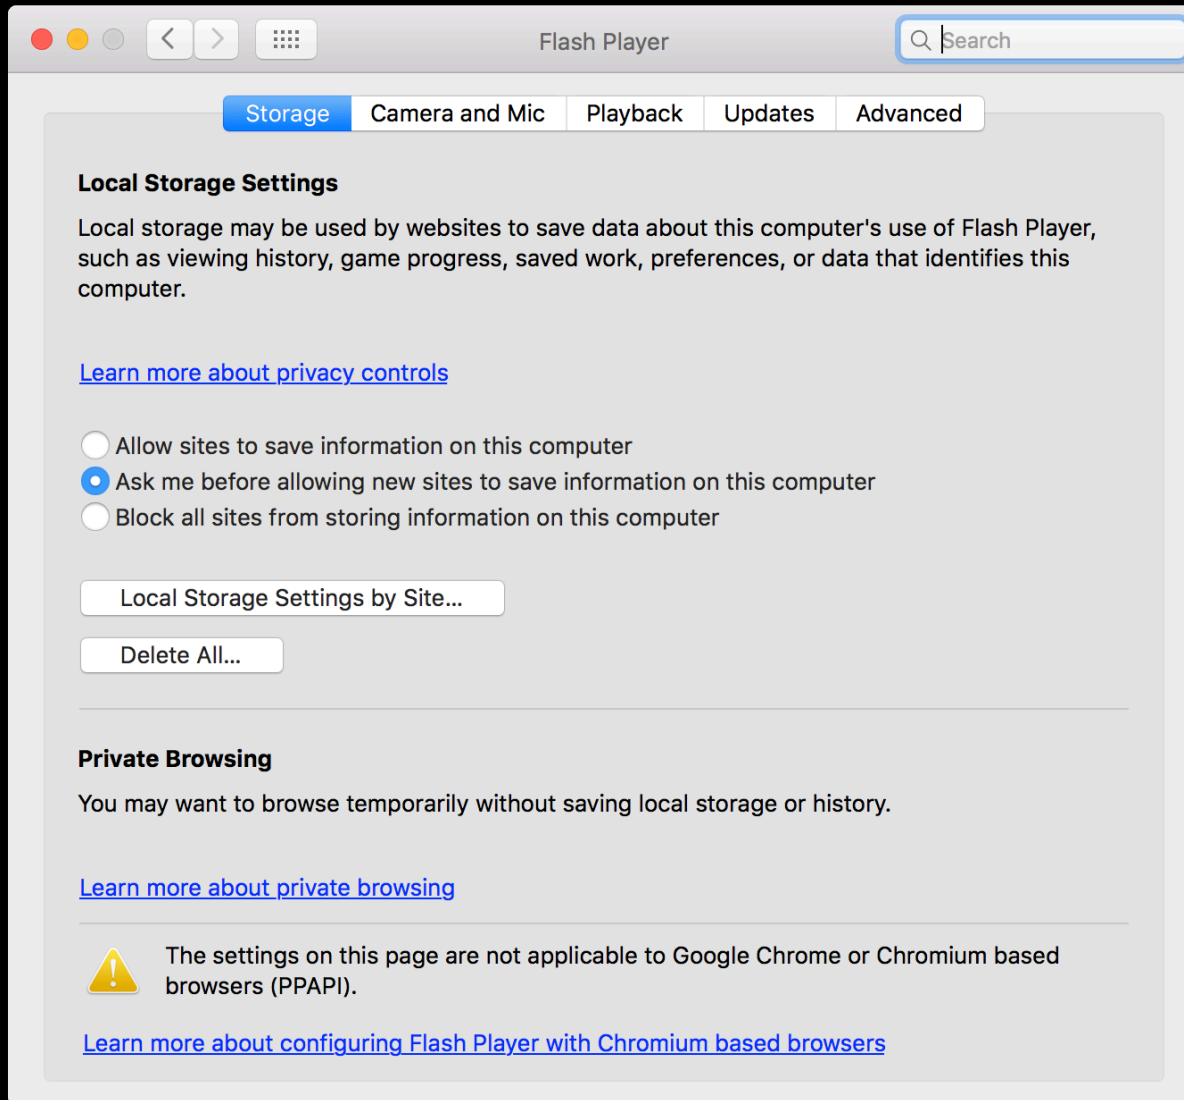 Flash Player
Search
Storage
Camera and Mic
Playback
Updates
Advanced
Local Storage Settings
Local storage may be used by websites to save data about this computer's use of Flash Player,
such as viewing history, game progress, saved work, preferences, or data that identifies this
computer.
Learn more about privacy controls
Allow sites to save information on this computer
Ask me before allowing new sites to save information on this computer
Block all sites from storing information on this computer
Local Storage Settings by Site...
Delete All...
Private Browsing
You may want to browse temporarily without saving local storage or history.
Learn more about private browsing
The settings on this page are not applicable to Google Chrome or Chromium based
browsers (PPAPI).
Learn more about configuring Flash Player with Chromium based browsers